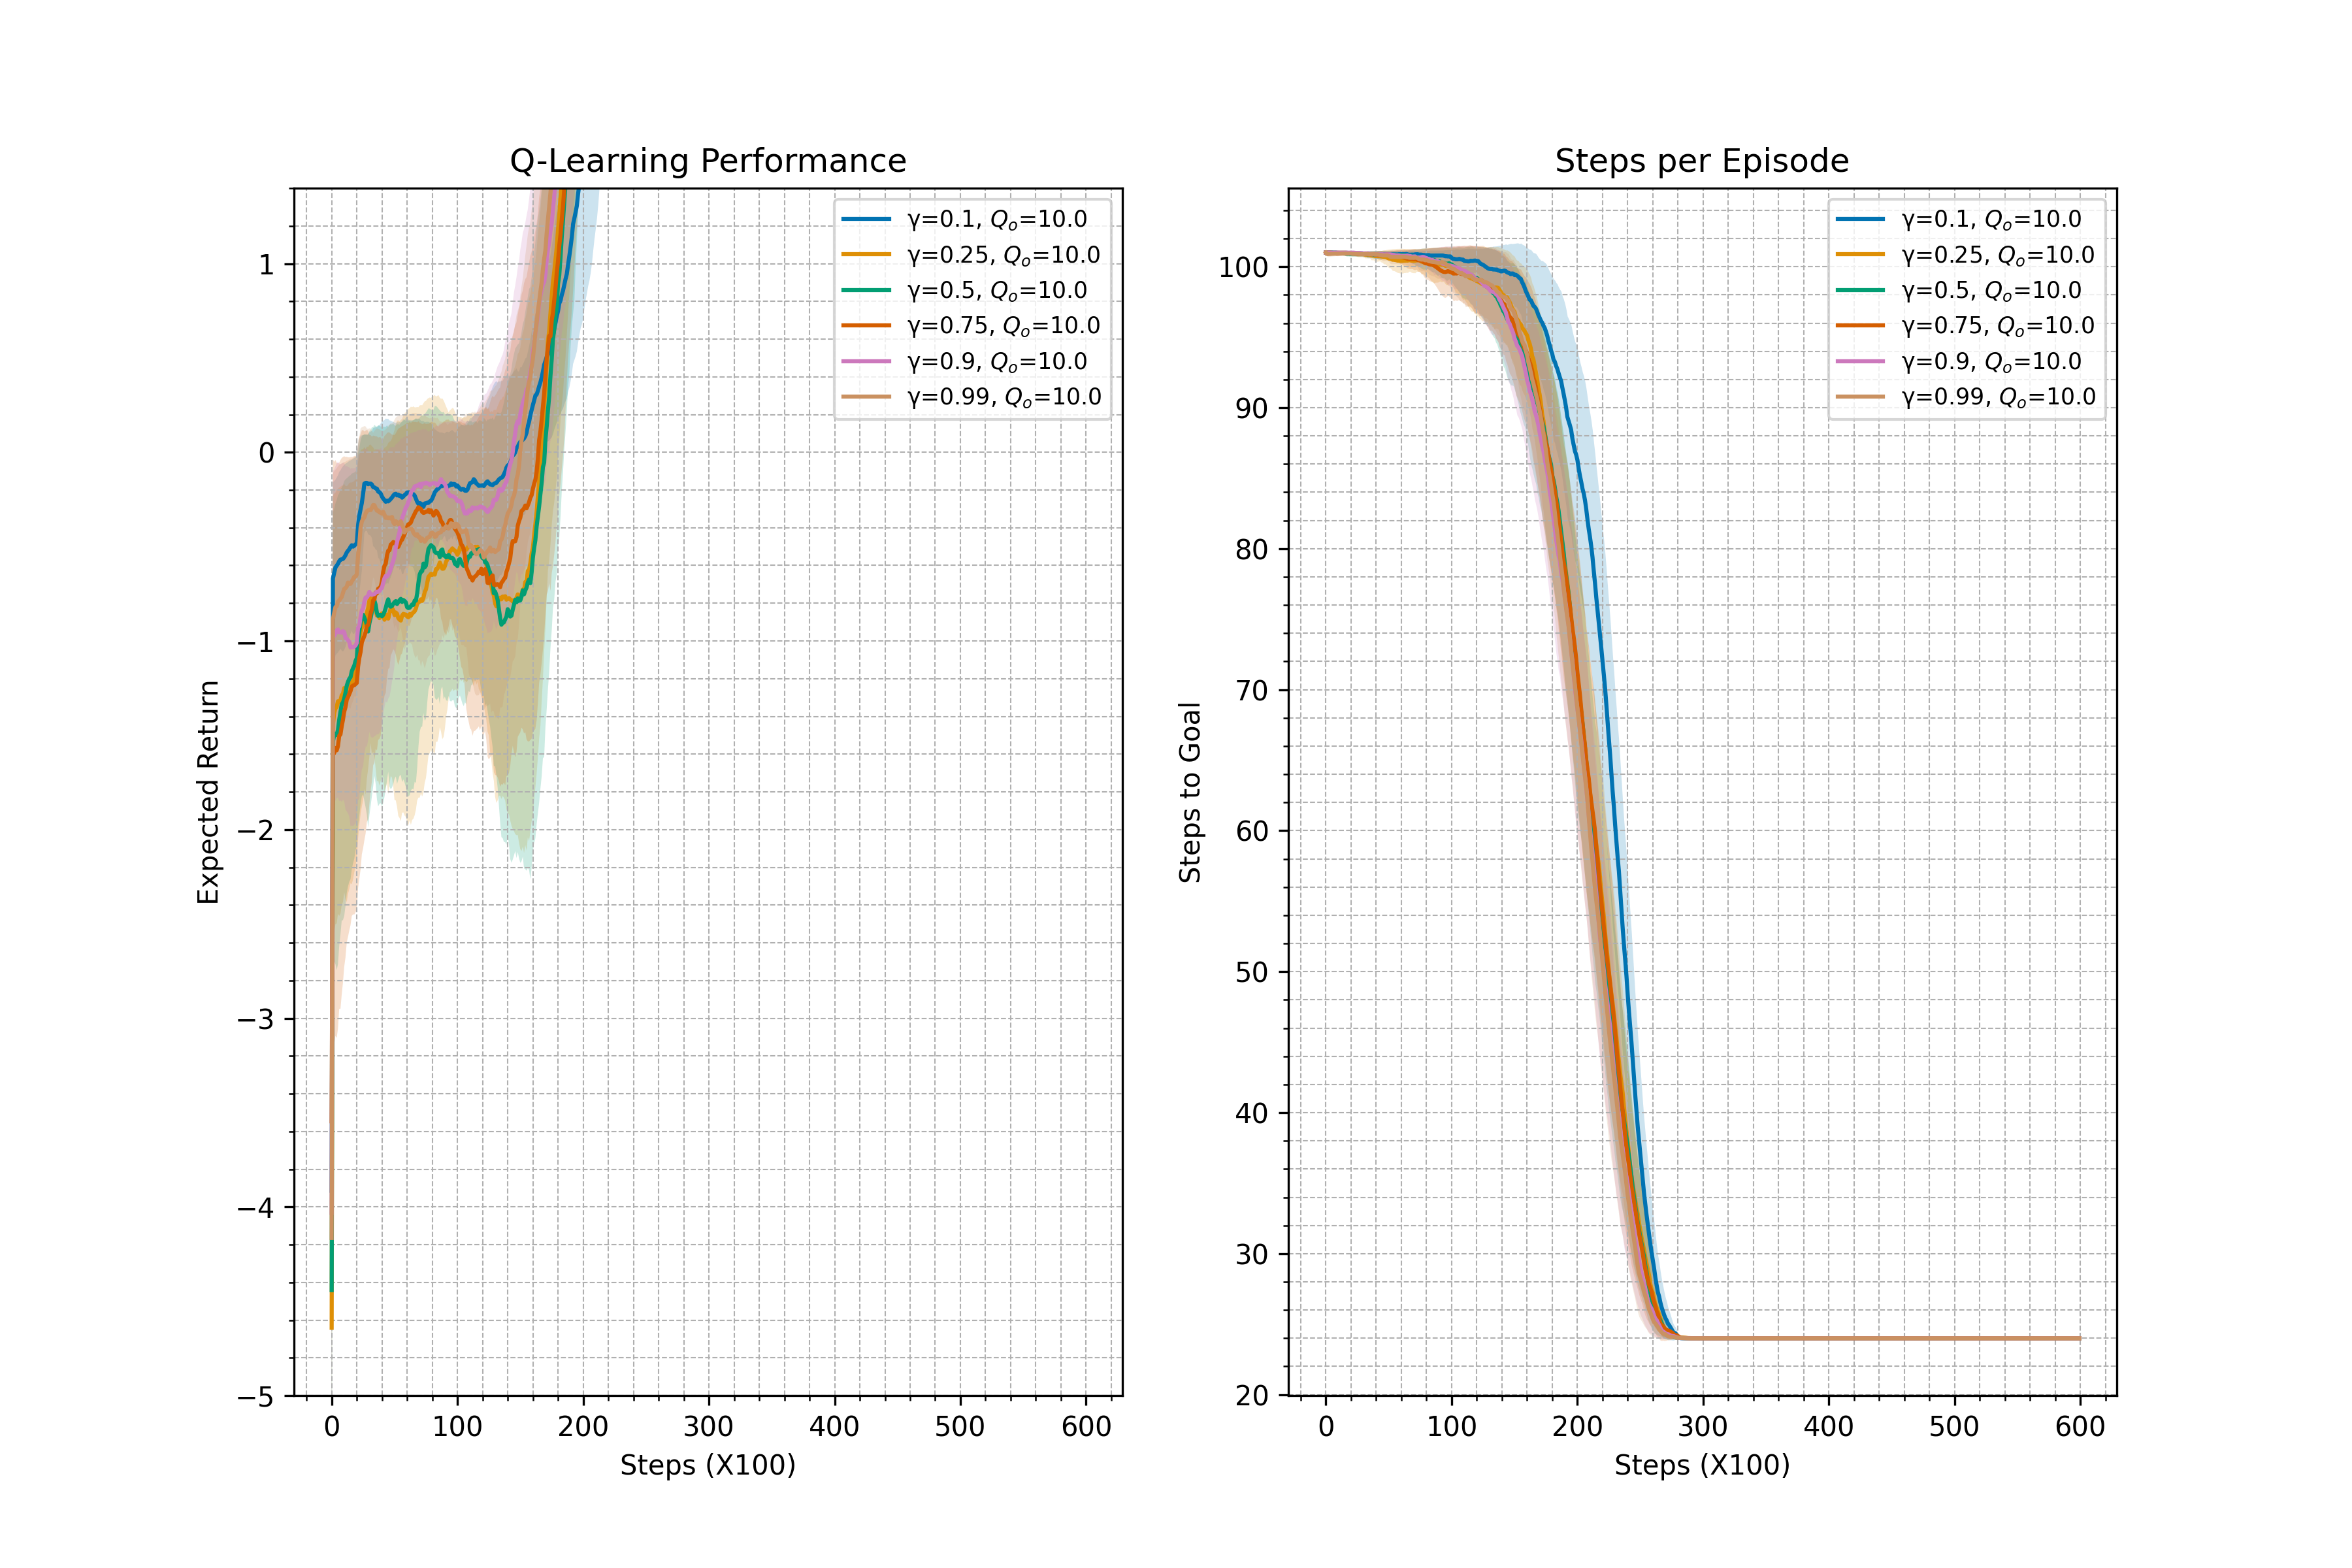 Q-Learning Performance
Expected Return
1
0
−1
−2
−3
−4
−5
0 100 200 300 400 500 600
Steps (X100)
γ=0.1, Qo=10.0
γ=0.25, Qo=10.0
γ=0.5, Qo=10.0
γ=0.75, Qo=10.0
γ=0.9, Qo=10.0
γ=0.99, Qo=10.0
Steps per Episode
Steps to Goal
100
90
80
70
60
50
40
30
20
0 100 200 300 400 500 600
Steps (X100)
γ=0.1, Qo=10.0
γ=0.25, Qo=10.0
γ=0.5, Qo=10.0
γ=0.75, Qo=10.0
γ=0.9, Qo=10.0
γ=0.99, Qo=10.0